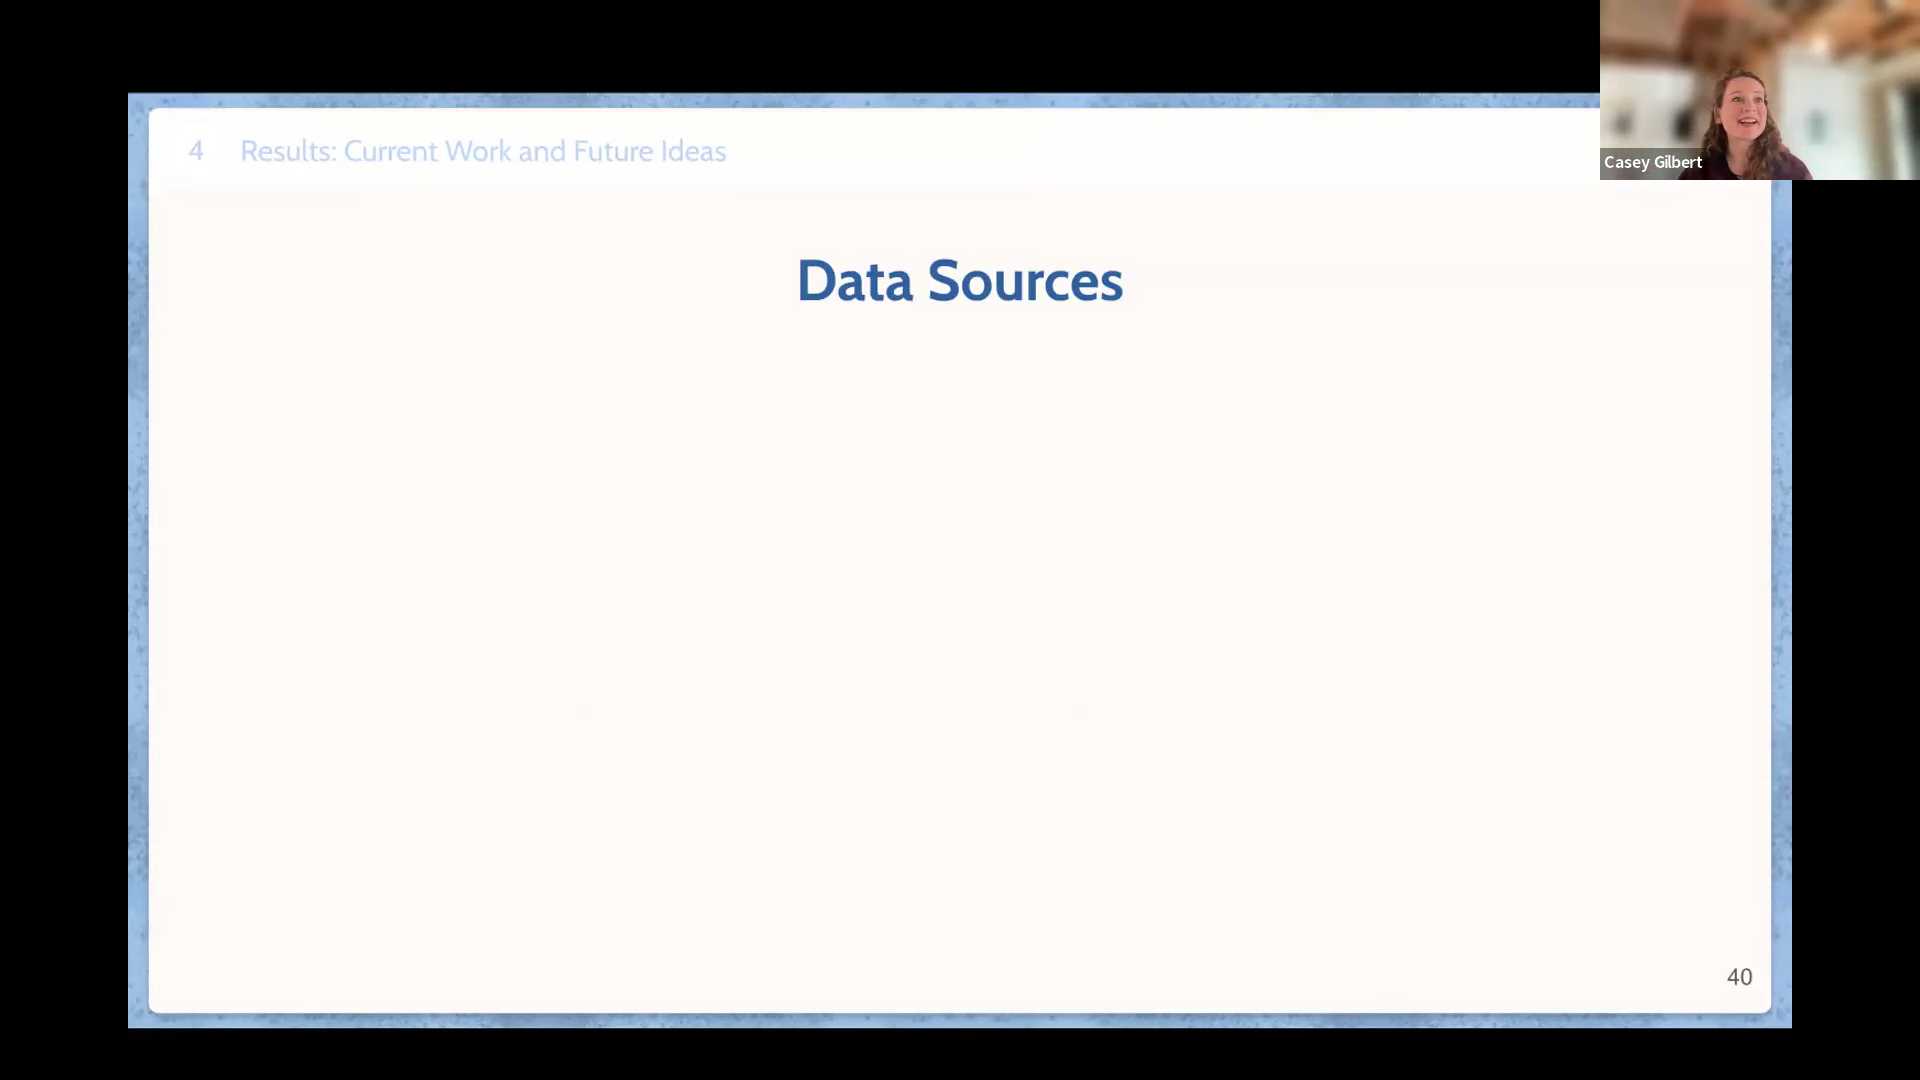 4 Results: Current Work and Future Ideas
Casey Gilbert
Data Sources
40